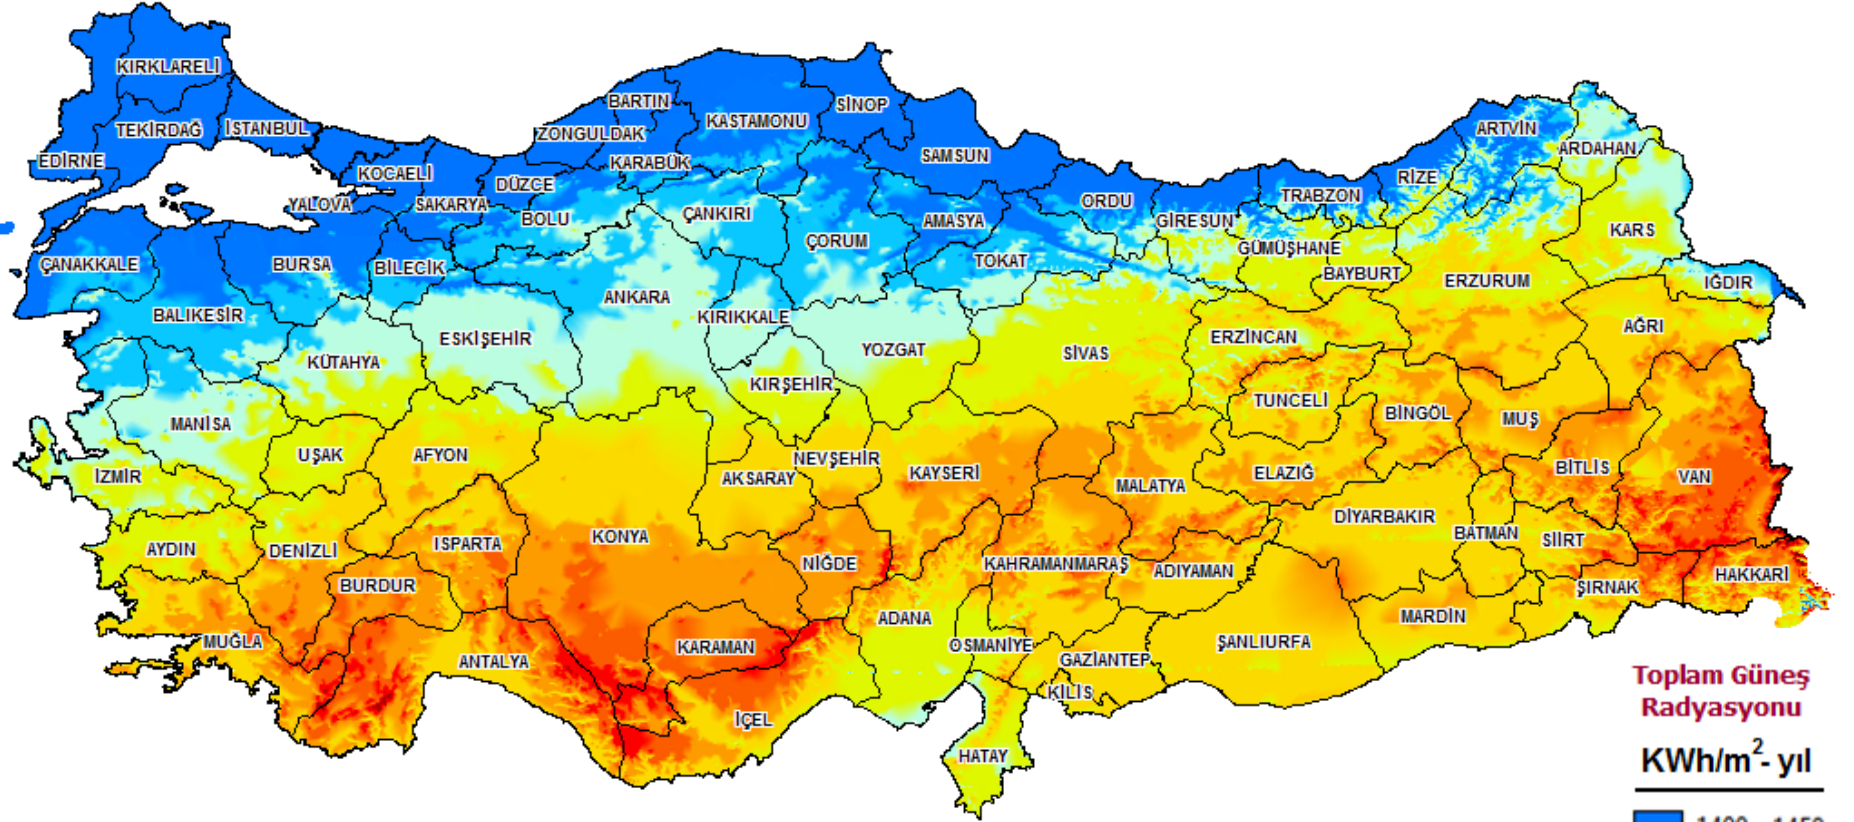 KIRKLARELİ
BARTIN
SİNOP
TEKİRDAĞ
İSTANBUL
KASTAMONU
ARTVİN
ZONGULDAK
ARDAHAN
EDİRNE
KOCAELİ
KARABÜK
SAMSUN
DÜZCE
RİZE
YALOVA
SAKARYA
BOLU
ÇANKIRI
AMASYA
ORDU
GİRESUN
TRABZON
ÇORUM
KARS
ÇANAKKALE
BURSA
BİLECİK
TOKAT
GÜMÜŞHANE
BAYBURT
ERZURUM
IĞDIR
ANKARA
BALIKESİR
KIRIKKALE
ESKİŞEHİR
ERZİNCAN
AĞRI
KÜTAHYA
YOZGAT
SİVAS
KIRŞEHİR
TUNCELİ
BİNGÖL
MUŞ
MANİSA
UŞAK
AFYON
NEVŞEHİR
İZMİR
AKSARAY
KAYSERİ
MALATYA
ELAZIĞ
BİTLİS
VAN
DİYARBAKIR
BATMAN
SİİRT
AYDIN
DENİZLİ
ISPARTA
KONYA
NİĞDE
KAHRAMANMARAŞ
ADIYAMAN
BURDUR
ŞIRNAK
HAKKARİ
ADANA
MARDİN
MUĞLA
ANTALYA
KARAMAN
OSMANİYE
GAZİANTEP
ŞANLIURFA
KİLİS
İÇEL
HATAY
Toplam Güneş
Radyasyonu
KWh/m²- yıl
1400 - 1450